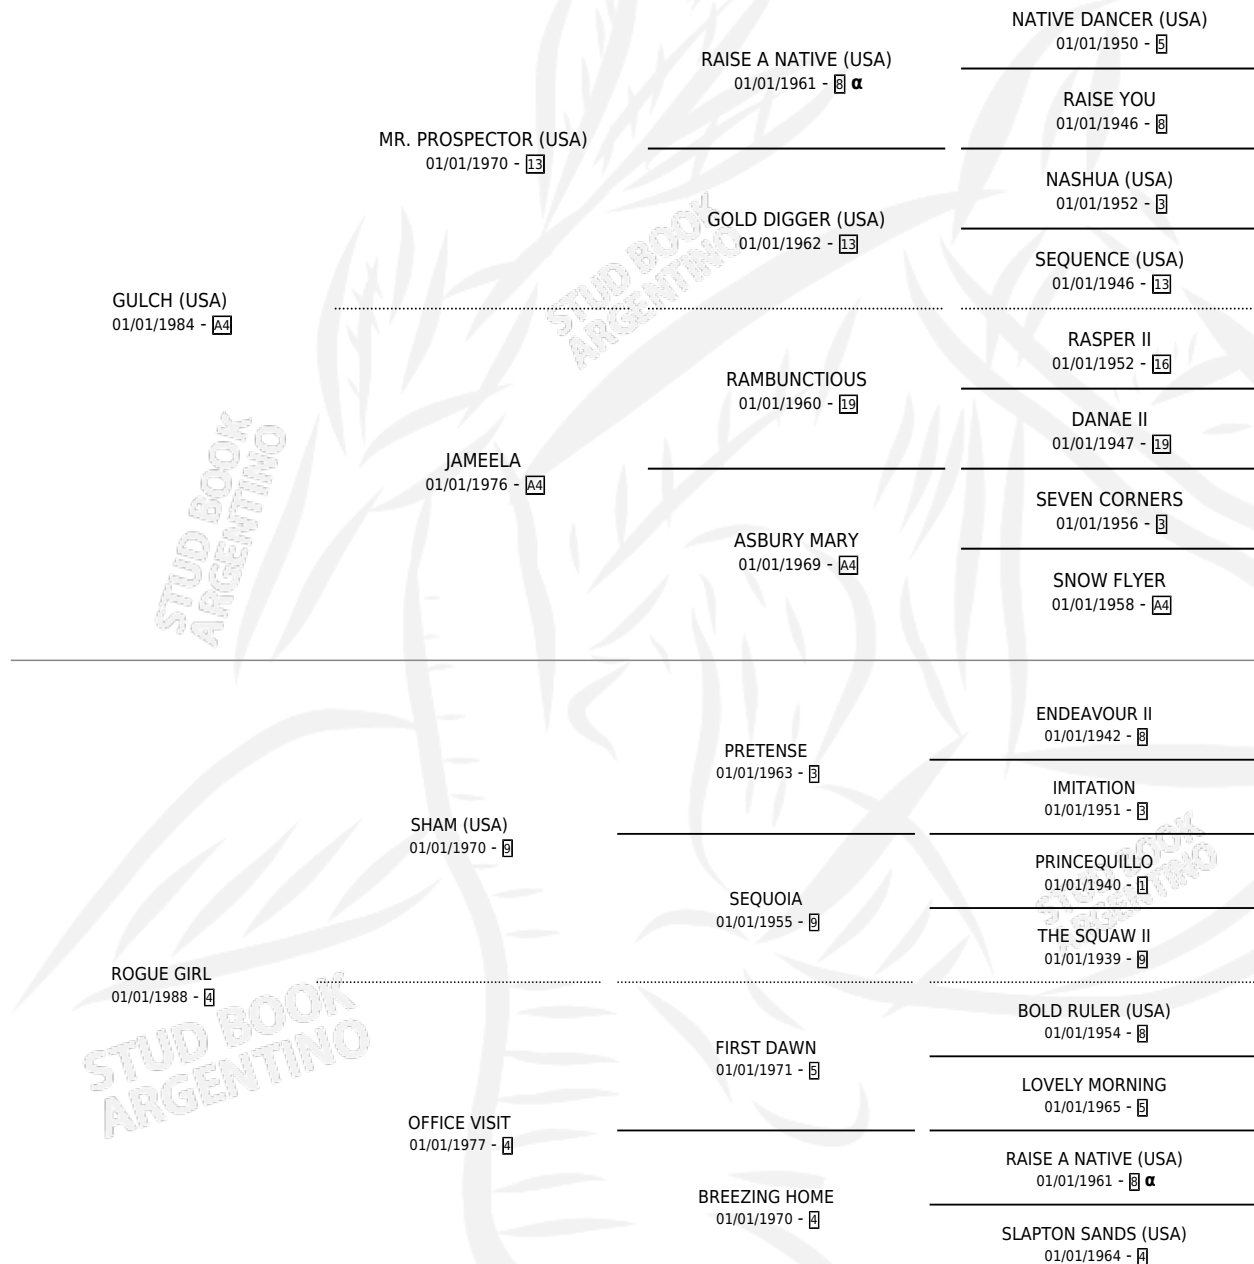 NATIVE DANCER (USA)
01/01/1950 - 5
RAISE A NATIVE (USA)
01/01/1961 - 8 α
RAISE YOU
01/01/1946 - 8
MR. PROSPECTOR (USA)
01/01/1970 - 13
NASHUA (USA)
01/01/1952 - 3
GOLD DIGGER (USA)
01/01/1962 - 13
SEQUENCE (USA)
01/01/1946 - 13
GULCH (USA)
01/01/1984 - A4
RASPER II
01/01/1952 - 16
RAMBUNCTIOUS
01/01/1960 - 19
DANAE II
01/01/1947 - 19
JAMEELA
01/01/1976 - A4
SEVEN CORNERS
01/01/1956 - 3
ASBURY MARY
01/01/1969 - A4
SNOW FLYER
01/01/1958 - A4
ENDEAVOUR II
01/01/1942 - 8
PRETENSE
01/01/1963 - 3
IMITATION
01/01/1951 - 3
SHAM (USA)
01/01/1970 - 9
PRINCEQUILLO
01/01/1940 - 1
SEQUOIA
01/01/1955 - 9
THE SQUAW II
01/01/1939 - 9
ROGUE GIRL
01/01/1988 - 4
BOLD RULER (USA)
01/01/1954 - 8
FIRST DAWN
01/01/1971 - 5
LOVELY MORNING
01/01/1965 - 5
OFFICE VISIT
01/01/1977 - 4
RAISE A NATIVE (USA)
01/01/1961 - 8 α
BREEZING HOME
01/01/1970 - 4
SLAPTON SANDS (USA)
01/01/1964 - 4
STUD BOOK
ARGENTINO
STUD BOOK
ARGENTINO
STUD BOOK
ARGENTINO
STUD BOOK
ARGENTINO